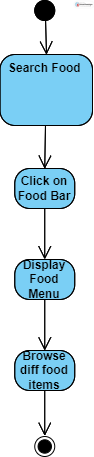 Search Food
Click on
Food Bar
Display
Food
Menu
Browse
diff food
items